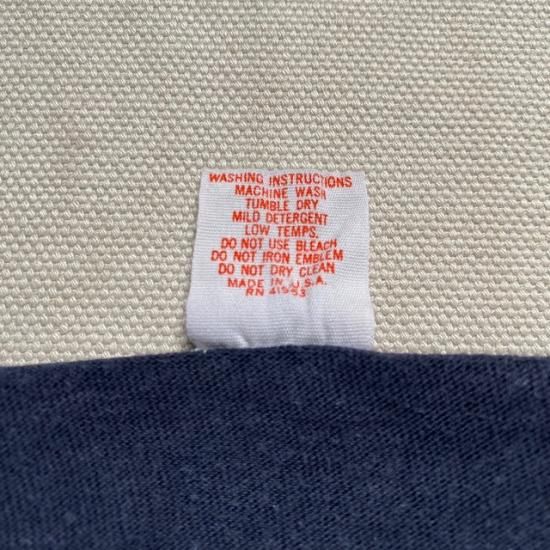 WASHING INSTRUCTIONS
MACHINE WASH
TUMBLE DRY
MILD DETERGENT
LOW TEMPS.
DO NOT USE BLEACH
DO NOT IRON EMBLEM
DO NOT DRY CLEAN
MADE IN U.S.A.
RN 41553